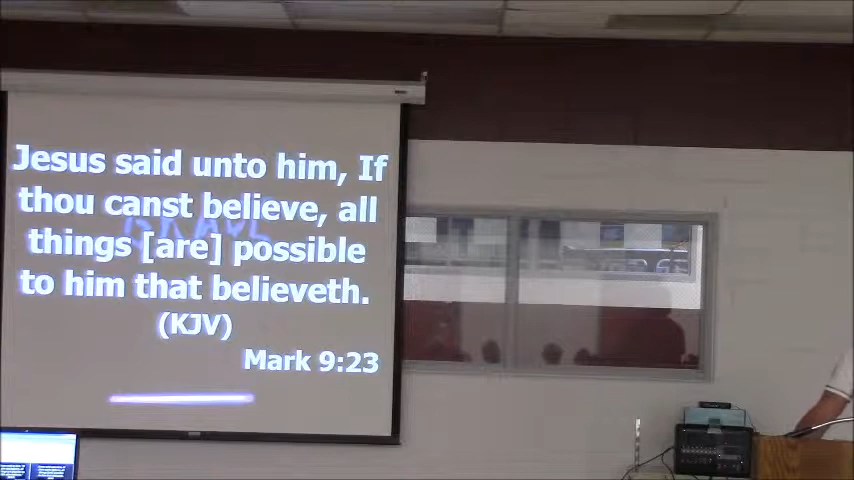 Jesus said unto him, If
thou canst believe, all
things [are] possible
to him that believeth.
(KJV)
Mark 9:23